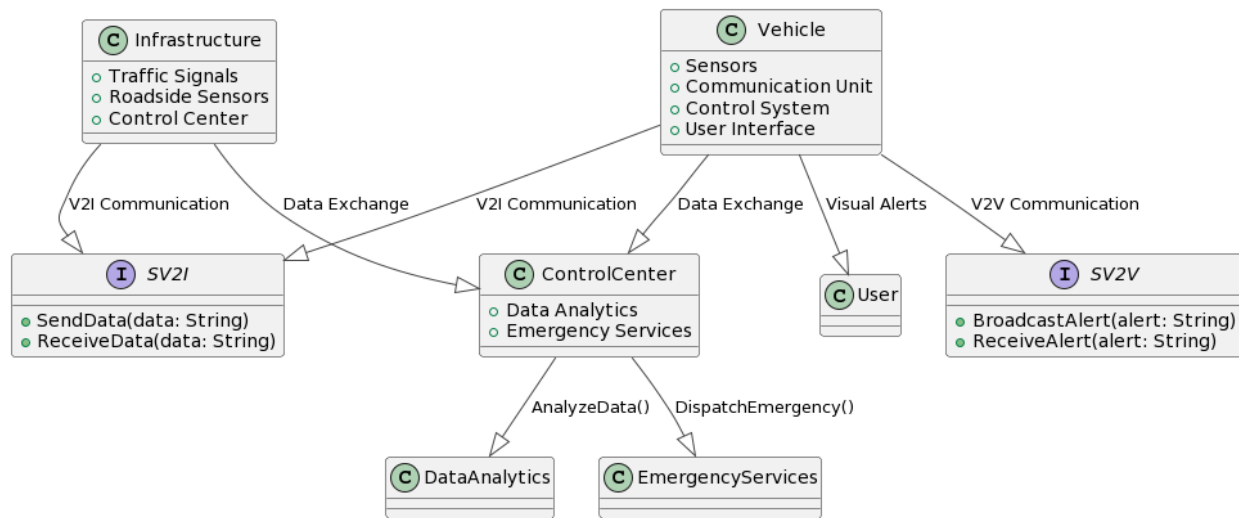 C Infrastructure
Traffic Signals
Roadside Sensors
Control Center
C Vehicle
Sensors
Communication Unit
Control System
User Interface
V2I Communication
Data Exchange
V2I Communication
Data Exchange
Visual Alerts
V2V Communication
I SV2I
SendData(data: String)
ReceiveData(data: String)
C ControlCenter
Data Analytics
Emergency Services
C User
I SV2V
BroadcastAlert(alert: String)
ReceiveAlert(alert: String)
AnalyzeData()
DispatchEmergency()
C DataAnalytics
C EmergencyServices